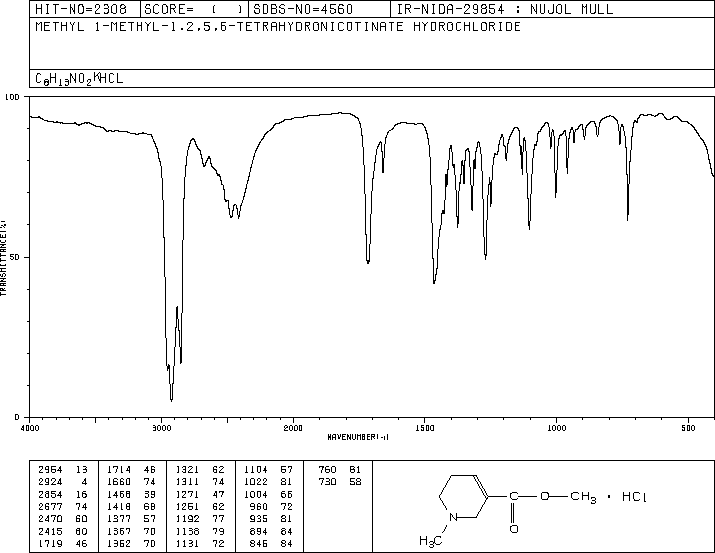 HIT-NO=2308 SCORE= ( ) SDBS-NO=4560 IR-NIDA-29854 : NUJOL MULL
METHYL 1-METHYL-1,2,5,6-TETRAHYDRONICOTINATE HYDROCHLORIDE
C8H13NO2KHCL
100
50
0
TRANSMITTANCE(%)
4000 3000 2000 1500 1000 500
WAVENUMBER(-1)
2954 13 1714 46 1321 62 1104 57 760 81
2924 4 1660 74 1311 74 1022 81 730 58
2854 16 1468 39 1271 47 1004 66
2677 74 1418 68 1251 62 960 72
2470 60 1377 57 1192 77 935 81
2415 60 1367 70 1138 79 894 84
1719 46 1352 70 1131 72 846 84
C O CH3 · HCl
N O
H3C